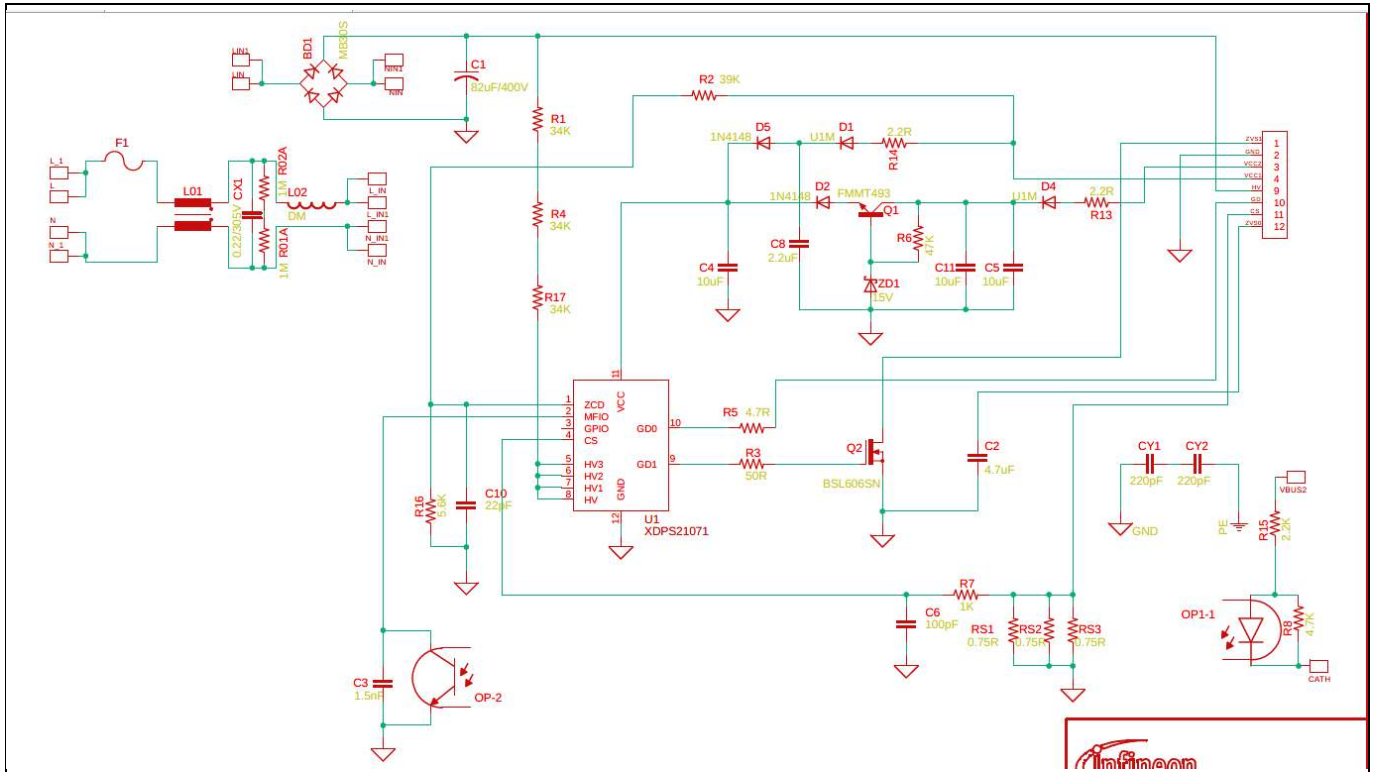 LIN1
LIN
BD1
MB30S
NIN1
NIN
C1
82uF/400V
R1
34K
R2 39K
L_1
L
N
N_1
F1
L01
CX1
0.22/305V
R02A
1M
R01A
1M
L02
DM
L_IN
L_IN1
N_IN1
N_IN
R4
34K
R17
34K
1N4148
D5
U1M
D1
2.2R
R14
1N4148
D2
FMMT493
Q1
U1M
D4
2.2R
R13
R6
47K
C8
2.2uF
C4
10uF
C11
10uF
C5
10uF
ZD1
15V
ZVS1
1
GND
2
VCC2
3
VCC1
4
HV
9
GD
10
CS
11
12
11
VCC
1
ZCD
2
MFIO
3
GPIO
4
CS
5
HV3
6
HV2
7
HV1
8
HV
GD0
10
GD1
9
GND
12
U1
XDPS21071
R5 4.7R
R3
50R
Q2
BSL606SN
C2
4.7uF
R16
5.6K
C10
22pF
CY1
220pF
CY2
220pF
GND
PE
VBUS2
R15
2.2K
OP1-1
R8
4.7K
CATH
R7
1K
C6
100pF
RS1
0.75R
RS2
0.75R
RS3
0.75R
C3
1.5nF
OP-2
Infineon